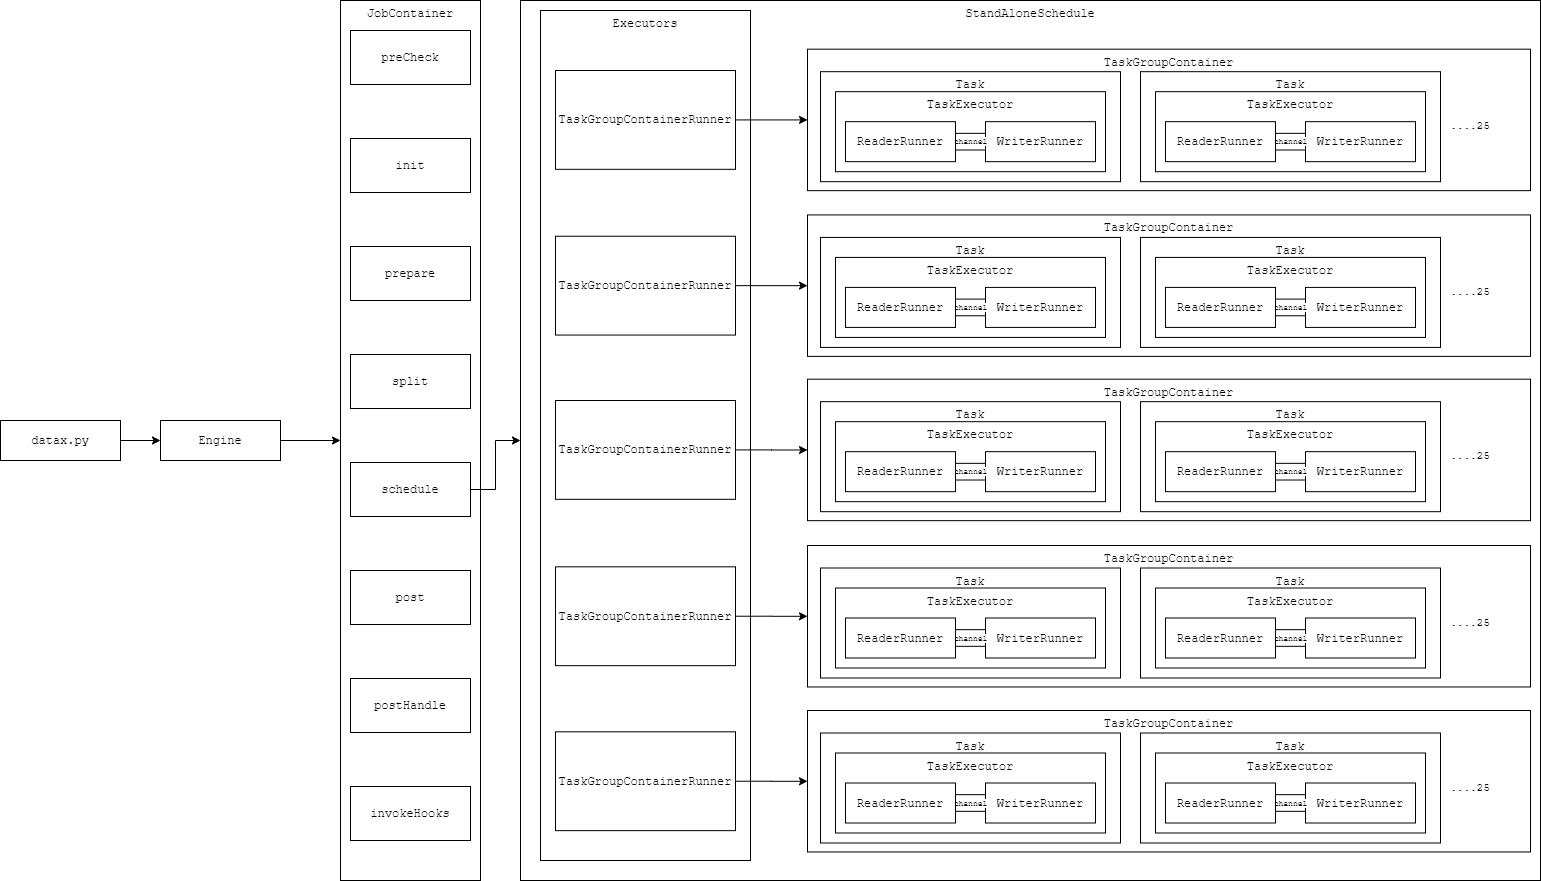 datax.py
Engine
JobContainer
preCheck
init
prepare
split
schedule
post
postHandle
invokeHooks
StandAloneSchedule
Executors
TaskGroupContainerRunner
TaskGroupContainerRunner
TaskGroupContainerRunner
TaskGroupContainerRunner
TaskGroupContainerRunner
TaskGroupContainer
Task
TaskExecutor
ReaderRunner channel WriterRunner
Task
TaskExecutor
ReaderRunner channel WriterRunner
....25
TaskGroupContainer
Task
TaskExecutor
ReaderRunner channel WriterRunner
Task
TaskExecutor
ReaderRunner channel WriterRunner
....25
TaskGroupContainer
Task
TaskExecutor
ReaderRunner channel WriterRunner
Task
TaskExecutor
ReaderRunner channel WriterRunner
....25
TaskGroupContainer
Task
TaskExecutor
ReaderRunner channel WriterRunner
Task
TaskExecutor
ReaderRunner channel WriterRunner
....25
TaskGroupContainer
Task
TaskExecutor
ReaderRunner channel WriterRunner
Task
TaskExecutor
ReaderRunner channel WriterRunner
....25